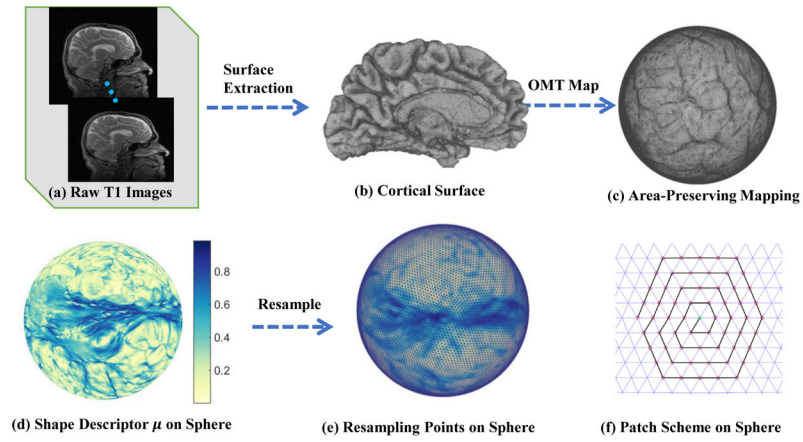 (a) Raw T1 Images
Surface
Extraction
(b) Cortical Surface
OMT Map
(c) Area-Preserving Mapping
(d) Shape Descriptor μ on Sphere
0.8
0.6
0.4
0.2
Resample
(e) Resampling Points on Sphere
(f) Patch Scheme on Sphere